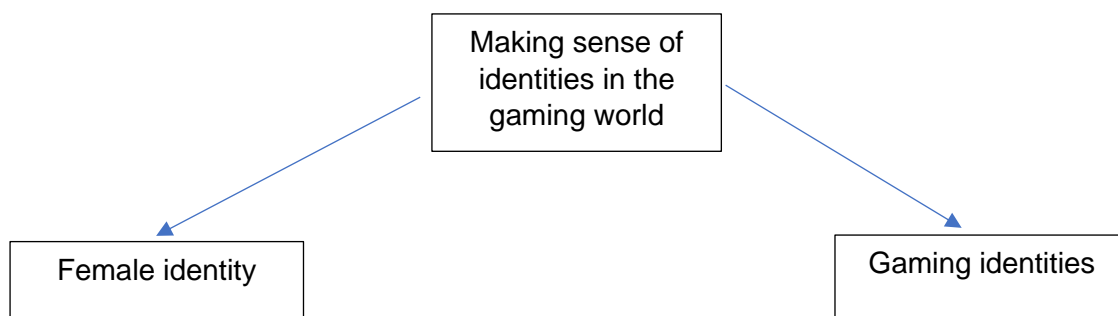 Making sense of
identities in the
gaming world
Female identity
Gaming identities